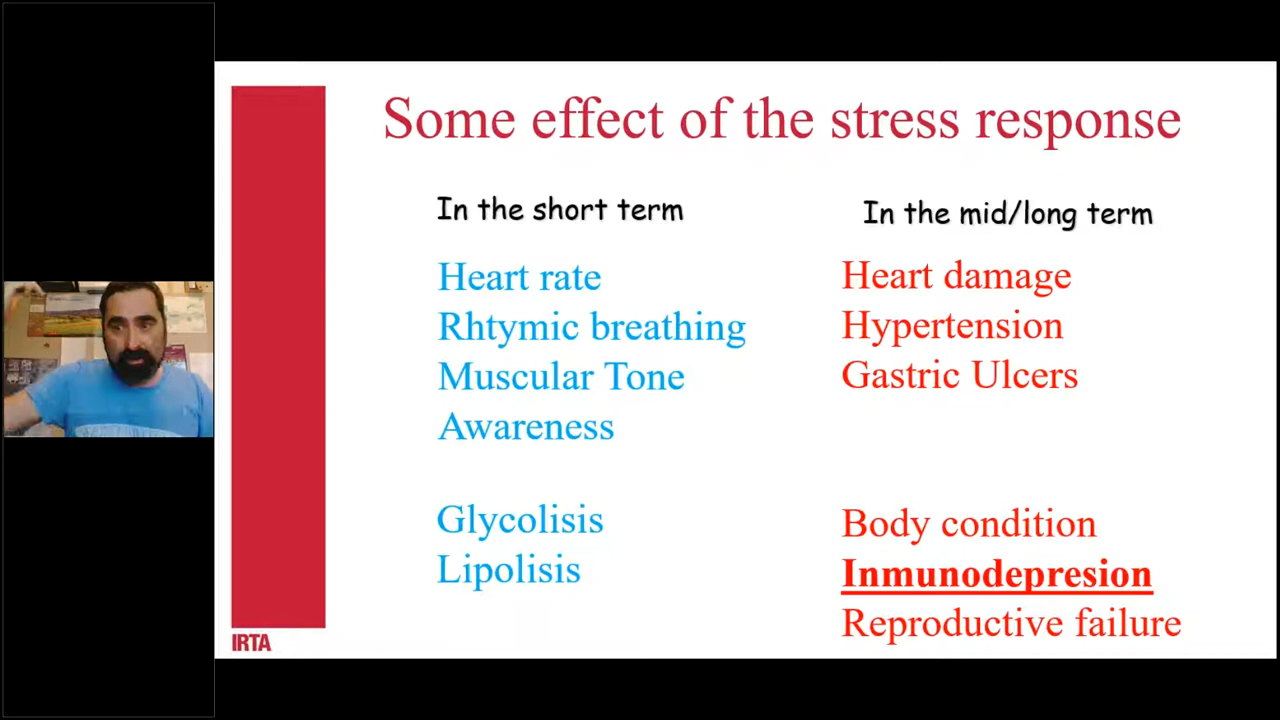 Some effect of the stress response
In the short term
Heart rate
Rhtymic breathing
Muscular Tone
Awareness
Glycolisis
Lipolisis
In the mid/long term
Heart damage
Hypertension
Gastric Ulcers
Body condition
Inmunodepresion
Reproductive failure
IRTA